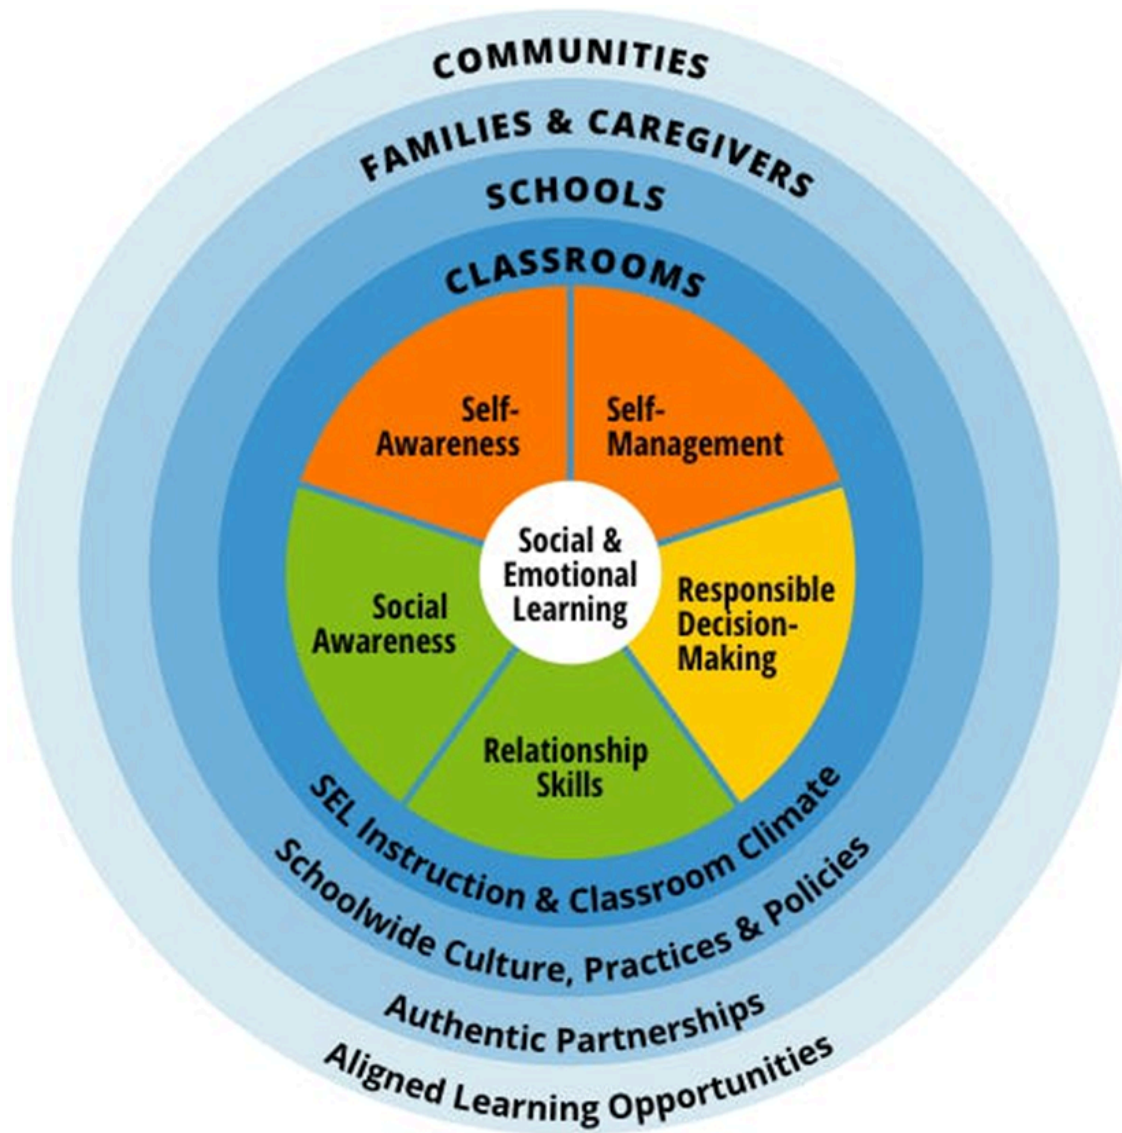 COMMUNITIES
FAMILIES & CAREGIVERS
SCHOOLS
CLASSROOMS
Self-
Awareness
Self-
Management
Social &
Emotional
Learning
Social
Awareness
Responsible
Decision-
Making
Relationship
Skills
SEL Instruction & Classroom Climate
Schoolwide Culture, Practices & Policies
Authentic Partnerships
Aligned Learning Opportunities